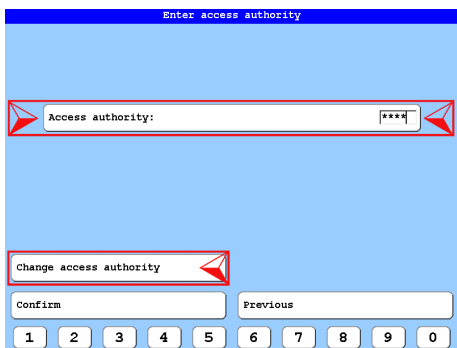 Enter access authority
Access authority: ****
Change access authority
Confirm Previous
1 2 3 4 5 6 7 8 9 0